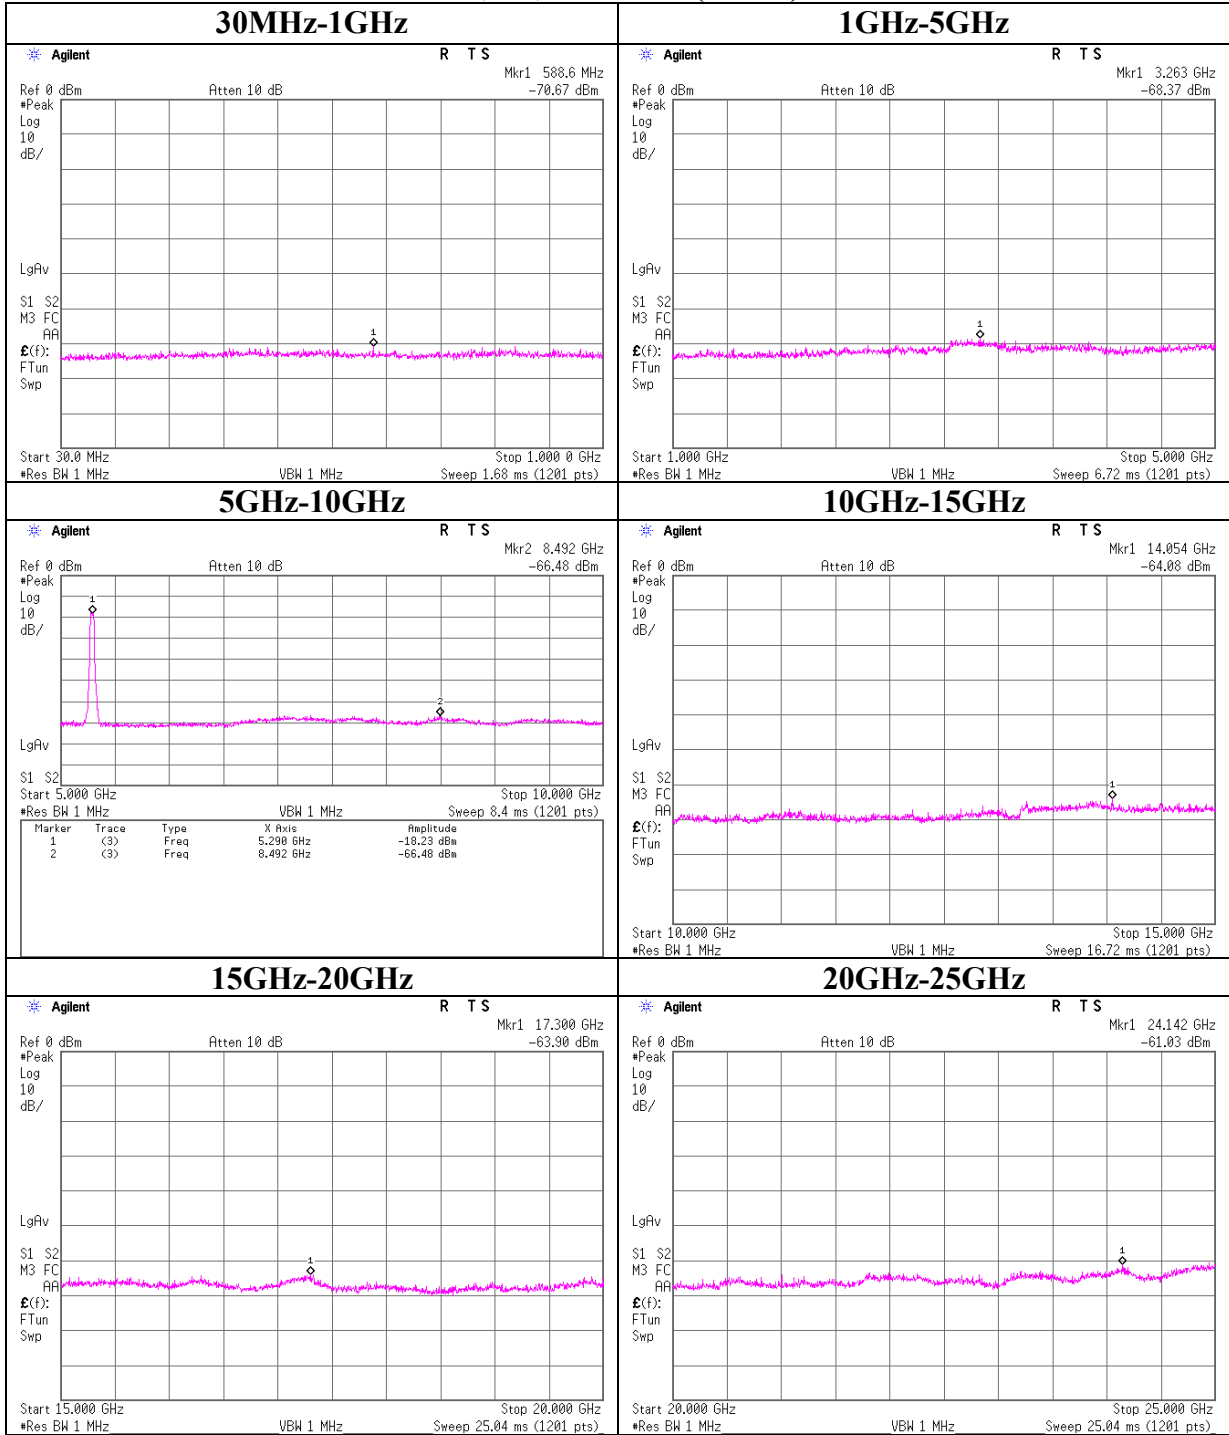 30MHz-1GHz
Agilent R T S
Mkr1 588.6 MHz
Ref 0 dBm Atten 10 dB -70.67 dBm
#Peak
Log
10
dB/
LgAv
S1 S2
M3 FC
AA
£(f):
FTun
Swp
1
Start 30.0 MHz Stop 1.000 0 GHz
#Res BW 1 MHz VBW 1 MHz Sweep 1.68 ms (1201 pts)
1GHz-5GHz
Agilent R T S
Mkr1 3.263 GHz
Ref 0 dBm Atten 10 dB -68.37 dBm
#Peak
Log
10
dB/
LgAv
S1 S2
M3 FC
AA
£(f):
FTun
Swp
1
Start 1.000 GHz Stop 5.000 GHz
#Res BW 1 MHz VBW 1 MHz Sweep 6.72 ms (1201 pts)
5GHz-10GHz
Agilent R T S
Mkr2 8.492 GHz
Ref 0 dBm Atten 10 dB -66.48 dBm
#Peak
Log
10
dB/
1
2
LgAv
S1 S2
Start 5.000 GHz Stop 10.000 GHz
#Res BW 1 MHz VBW 1 MHz Sweep 8.4 ms (1201 pts)
Marker Trace Type X Axis Amplitude
1 (3) Freq 5.290 GHz -18.23 dBm
2 (3) Freq 8.492 GHz -66.48 dBm
10GHz-15GHz
Agilent R T S
Mkr1 14.054 GHz
Ref 0 dBm Atten 10 dB -64.08 dBm
#Peak
Log
10
dB/
LgAv
S1 S2
M3 FC
AA
£(f):
FTun
Swp
1
Start 10.000 GHz Stop 15.000 GHz
#Res BW 1 MHz VBW 1 MHz Sweep 16.72 ms (1201 pts)
15GHz-20GHz
Agilent R T S
Mkr1 17.300 GHz
Ref 0 dBm Atten 10 dB -63.90 dBm
#Peak
Log
10
dB/
LgAv
S1 S2
M3 FC
AA
£(f):
FTun
Swp
1
Start 15.000 GHz Stop 20.000 GHz
#Res BW 1 MHz VBW 1 MHz Sweep 25.04 ms (1201 pts)
20GHz-25GHz
Agilent R T S
Mkr1 24.142 GHz
Ref 0 dBm Atten 10 dB -61.03 dBm
#Peak
Log
10
dB/
LgAv
S1 S2
M3 FC
AA
£(f):
FTun
Swp
1
Start 20.000 GHz Stop 25.000 GHz
#Res BW 1 MHz VBW 1 MHz Sweep 25.04 ms (1201 pts)